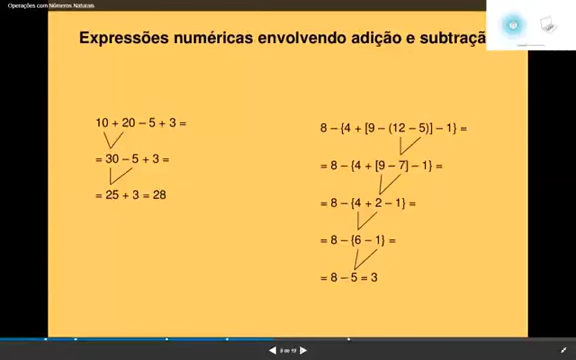 Operações com Números Naturais
Expressões numéricas envolvendo adição e subtraçã
10 + 20 – 5 + 3 =
= 30 – 5 + 3 =
= 25 + 3 = 28
8 – {4 + [9 – (12 – 5)] – 1} =
= 8 – {4 + [9 – 7] – 1} =
= 8 – {4 + 2 – 1} =
= 8 – {6 – 1} =
= 8 – 5 = 3